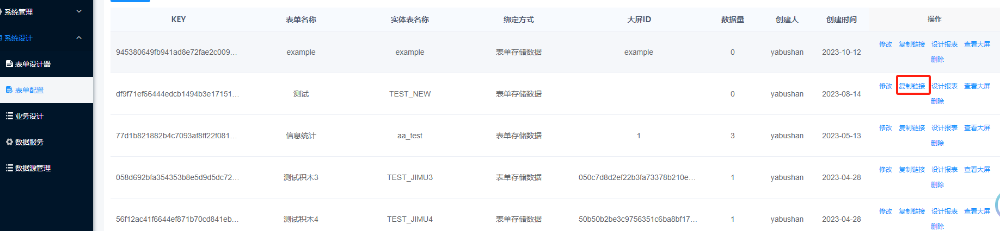 系统管理
系统设计
表单设计器
表单配置
业务设计
数据服务
数据源管理
KEY 表单名称 实体表名称 绑定方式 大屏ID 数据量 创建人 创建时间 操作
945380649fb941ad8e72fae2c009... example example 表单存储数据 example 0 yabushan 2023-10-12 修改 复制链接 设计报表 查看大屏
删除
df9f71ef66444edcb1494b3e17151... 测试 TEST_NEW 表单存储数据 0 yabushan 2023-08-14 修改 复制链接 设计报表 查看大屏
删除
77d1b821882b4c7093af8ff22f081... 信息统计 aa_test 表单存储数据 1 3 yabushan 2023-05-13 修改 复制链接 设计报表 查看大屏
删除
058d692bfa354353b8e5d9d5dc72... 测试积木3 TEST_JIMU3 表单存储数据 050c7d8d2ef22b3fa73378b210e... 1 yabushan 2023-04-28 修改 复制链接 设计报表 查看大屏
删除
56f12ac41f6644ef871b70cd841eb... 测试积木4 TEST_JIMU4 表单存储数据 50b50b2be3c9756351c6ba8bf17... 1 yabushan 2023-04-28 修改 复制链接 设计报表 查看大屏
删除